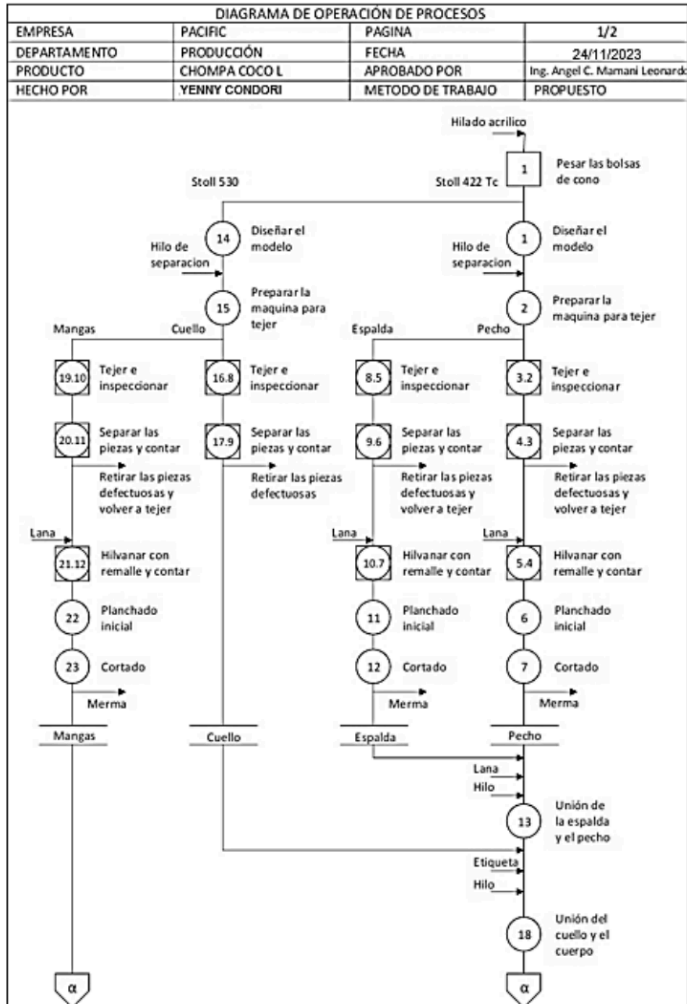 DIAGRAMA DE OPERACIÓN DE PROCESOS
EMPRESA PACIFIC PAGINA 1/2
DEPARTAMENTO PRODUCCIÓN FECHA 24/11/2023
PRODUCTO CHOMPA COCO L APROBADO POR Ing. Angel C. Mamani Leonardo
HECHO POR YENNY CONDORI METODO DE TRABAJO PROPUESTO
Hilado acrilico
1 Pesar las bolsas
de cono
Stoll 530 Stoll 422 Tc
14 Diseñar el
modelo
1 Diseñar el
modelo
Hilo de
separacion
Hilo de
separacion
15 Preparar la
maquina para
tejer
2 Preparar la
maquina para tejer
Mangas Cuello Espalda Pecho
19.10 Tejer e
inspeccionar
16.8 Tejer e
inspeccionar
8.5 Tejer e
inspeccionar
3.2 Tejer e
inspeccionar
20.11 Separar las
piezas y contar
17.9 Separar las
piezas y contar
9.6 Separar las
piezas y contar
4.3 Separar las
piezas y contar
Retirar las piezas
defectuosas y
volver a tejer
Retirar las piezas
defectuosas
Retirar las piezas
defectuosas y
volver a tejer
Retirar las piezas
defectuosas y
volver a tejer
Lana Lana Lana
21.12 Hilvanar con
remalle y contar
10.7 Hilvanar con
remalle y contar
5.4 Hilvanar con
remalle y contar
22 Planchado
inicial
11 Planchado
inicial
6 Planchado
inicial
23 Cortado 12 Cortado 7 Cortado
Merma Merma Merma
Mangas Cuello Espalda Pecho
Lana
Hilo
13 Unión de
la espalda
y el pecho
Etiqueta
Hilo
18 Unión del
cuello y el
cuerpo
α α